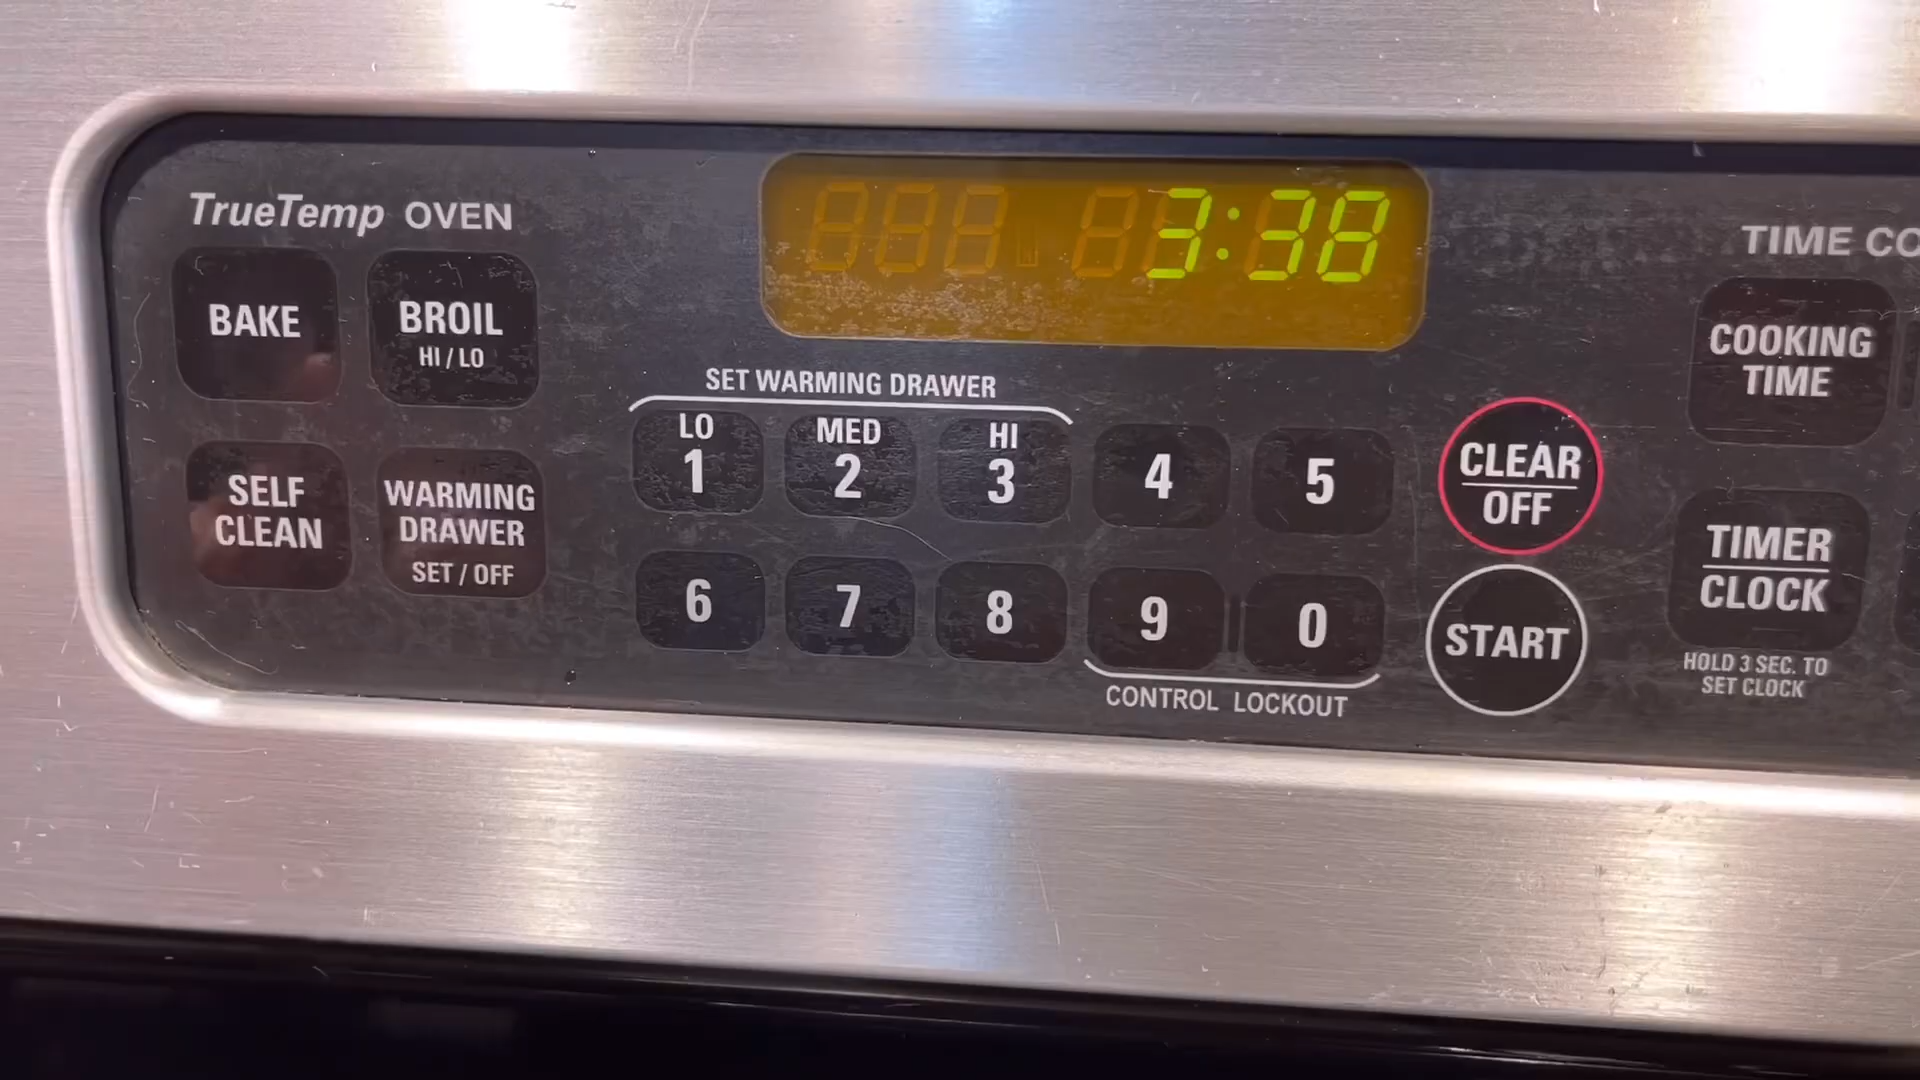 TrueTemp OVEN
3:38
TIME CO
BAKE
BROIL
HI / LO
COOKING
TIME
SET WARMING DRAWER
LO
1
MED
2
HI
3
4
5
CLEAR
OFF
SELF
CLEAN
WARMING
DRAWER
SET / OFF
6
7
8
9
0
START
TIMER
CLOCK
HOLD 3 SEC. TO
SET CLOCK
CONTROL LOCKOUT